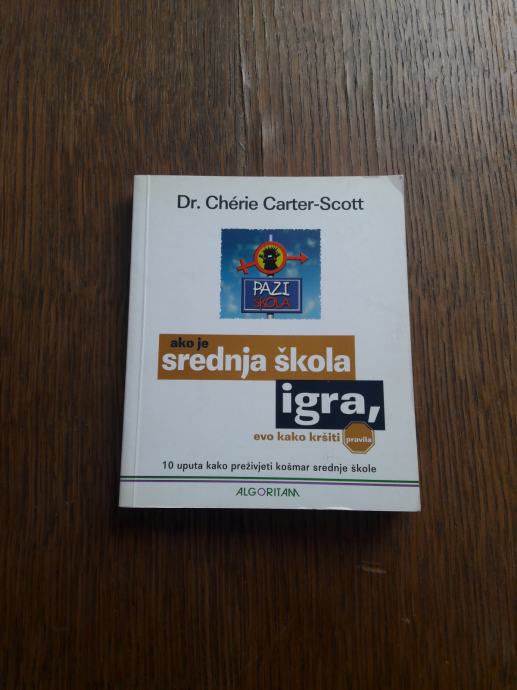 Dr. Chérie Carter-Scott
PAZI
ŠKOLA
ako je
srednja škola
igra,
evo kako kršiti pravila
10 uputa kako preživjeti košmar srednje škole
ALGORITAM